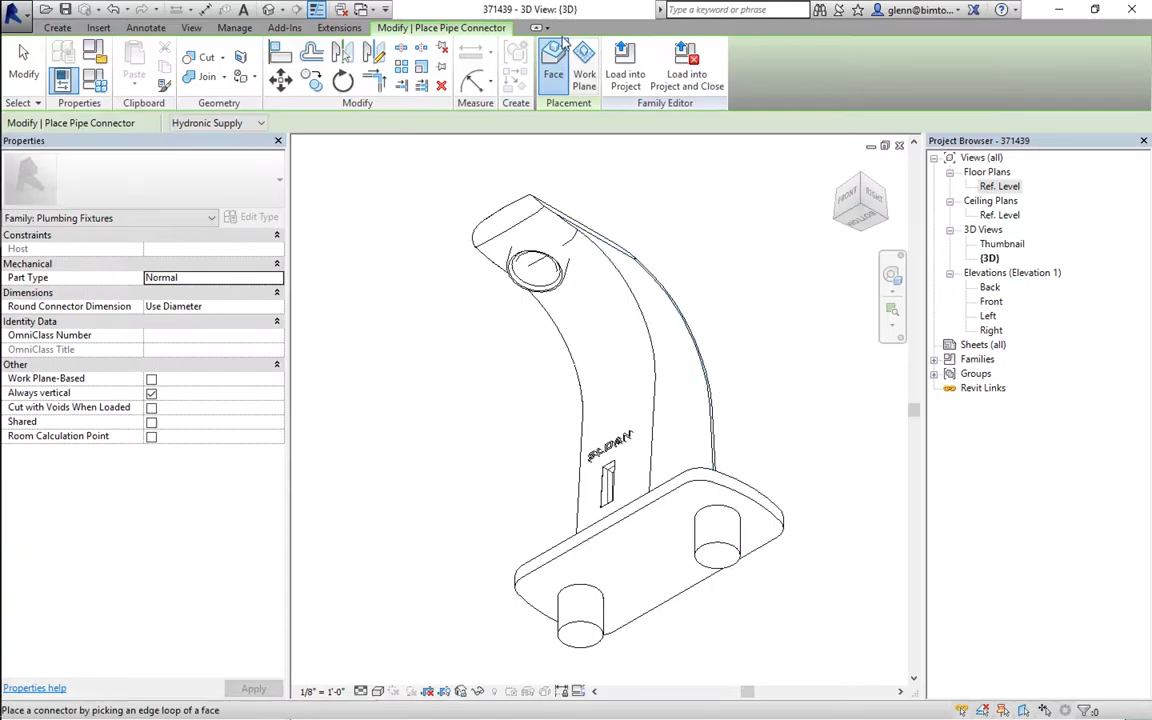 371439 - 3D View: {3D}
Type a keyword or phrase
glenn@bimto...
Create Insert Annotate View Manage Add-Ins Extensions Modify | Place Pipe Connector
Modify
Paste
Cut
Join
Face
Work
Plane
Load into
Project
Load into
Project and Close
Select Properties Clipboard Geometry Modify Measure Create Placement Family Editor
Modify | Place Pipe Connector Hydronic Supply
Properties
Family: Plumbing Fixtures
Edit Type
Constraints
Host
Mechanical
Part Type Normal
Dimensions
Round Connector Dimension Use Diameter
Identity Data
OmniClass Number
OmniClass Title
Other
Work Plane-Based
Always vertical
Cut with Voids When Loaded
Shared
Room Calculation Point
Properties help
Apply
FRONT
RIGHT
BOTTOM
SLOAN
Project Browser - 371439
Views (all)
Floor Plans
Ref. Level
Ceiling Plans
Ref. Level
3D Views
Thumbnail
{3D}
Elevations (Elevation 1)
Back
Front
Left
Right
Sheets (all)
Families
Groups
Revit Links
1/8" = 1'-0"
Place a connector by picking an edge loop of a face
:0